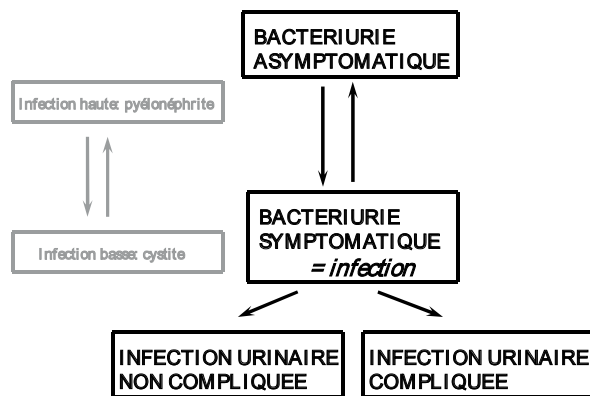 BACTERIURIE
ASYMPTOMATIQUE
Infection haute: pyélonéphrite
BACTERIURIE
SYMPTOMATIQUE
= infection
Infection basse: cystite
INFECTION URINAIRE
NON COMPLIQUEE
INFECTION URINAIRE
COMPLIQUEE